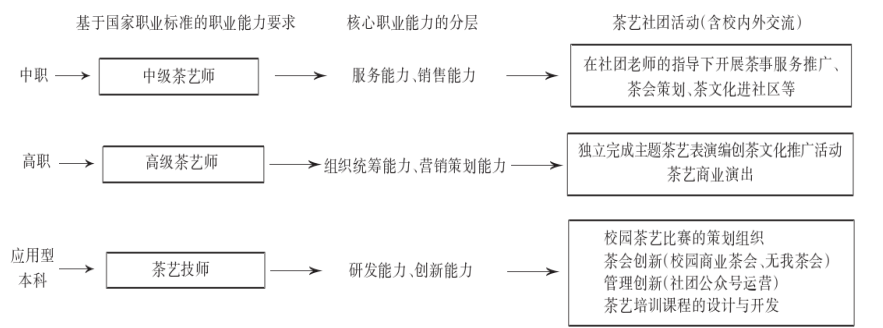 基于国家职业标准的职业能力要求 核心职业能力的分层 茶艺社团活动(含校内外交流)
中职 中级茶艺师 服务能力、销售能力
在社团老师的指导下开展茶事服务推广、
茶会策划、茶文化进社区等
高职 高级茶艺师 组织统筹能力、营销策划能力
独立完成主题茶艺表演编创茶文化推广活动
茶艺商业演出
应用型
本科
茶艺技师 研发能力、创新能力
校园茶艺比赛的策划组织
茶会创新(校园商业茶会、无我茶会)
管理创新(社团公众号运营)
茶艺培训课程的设计与开发